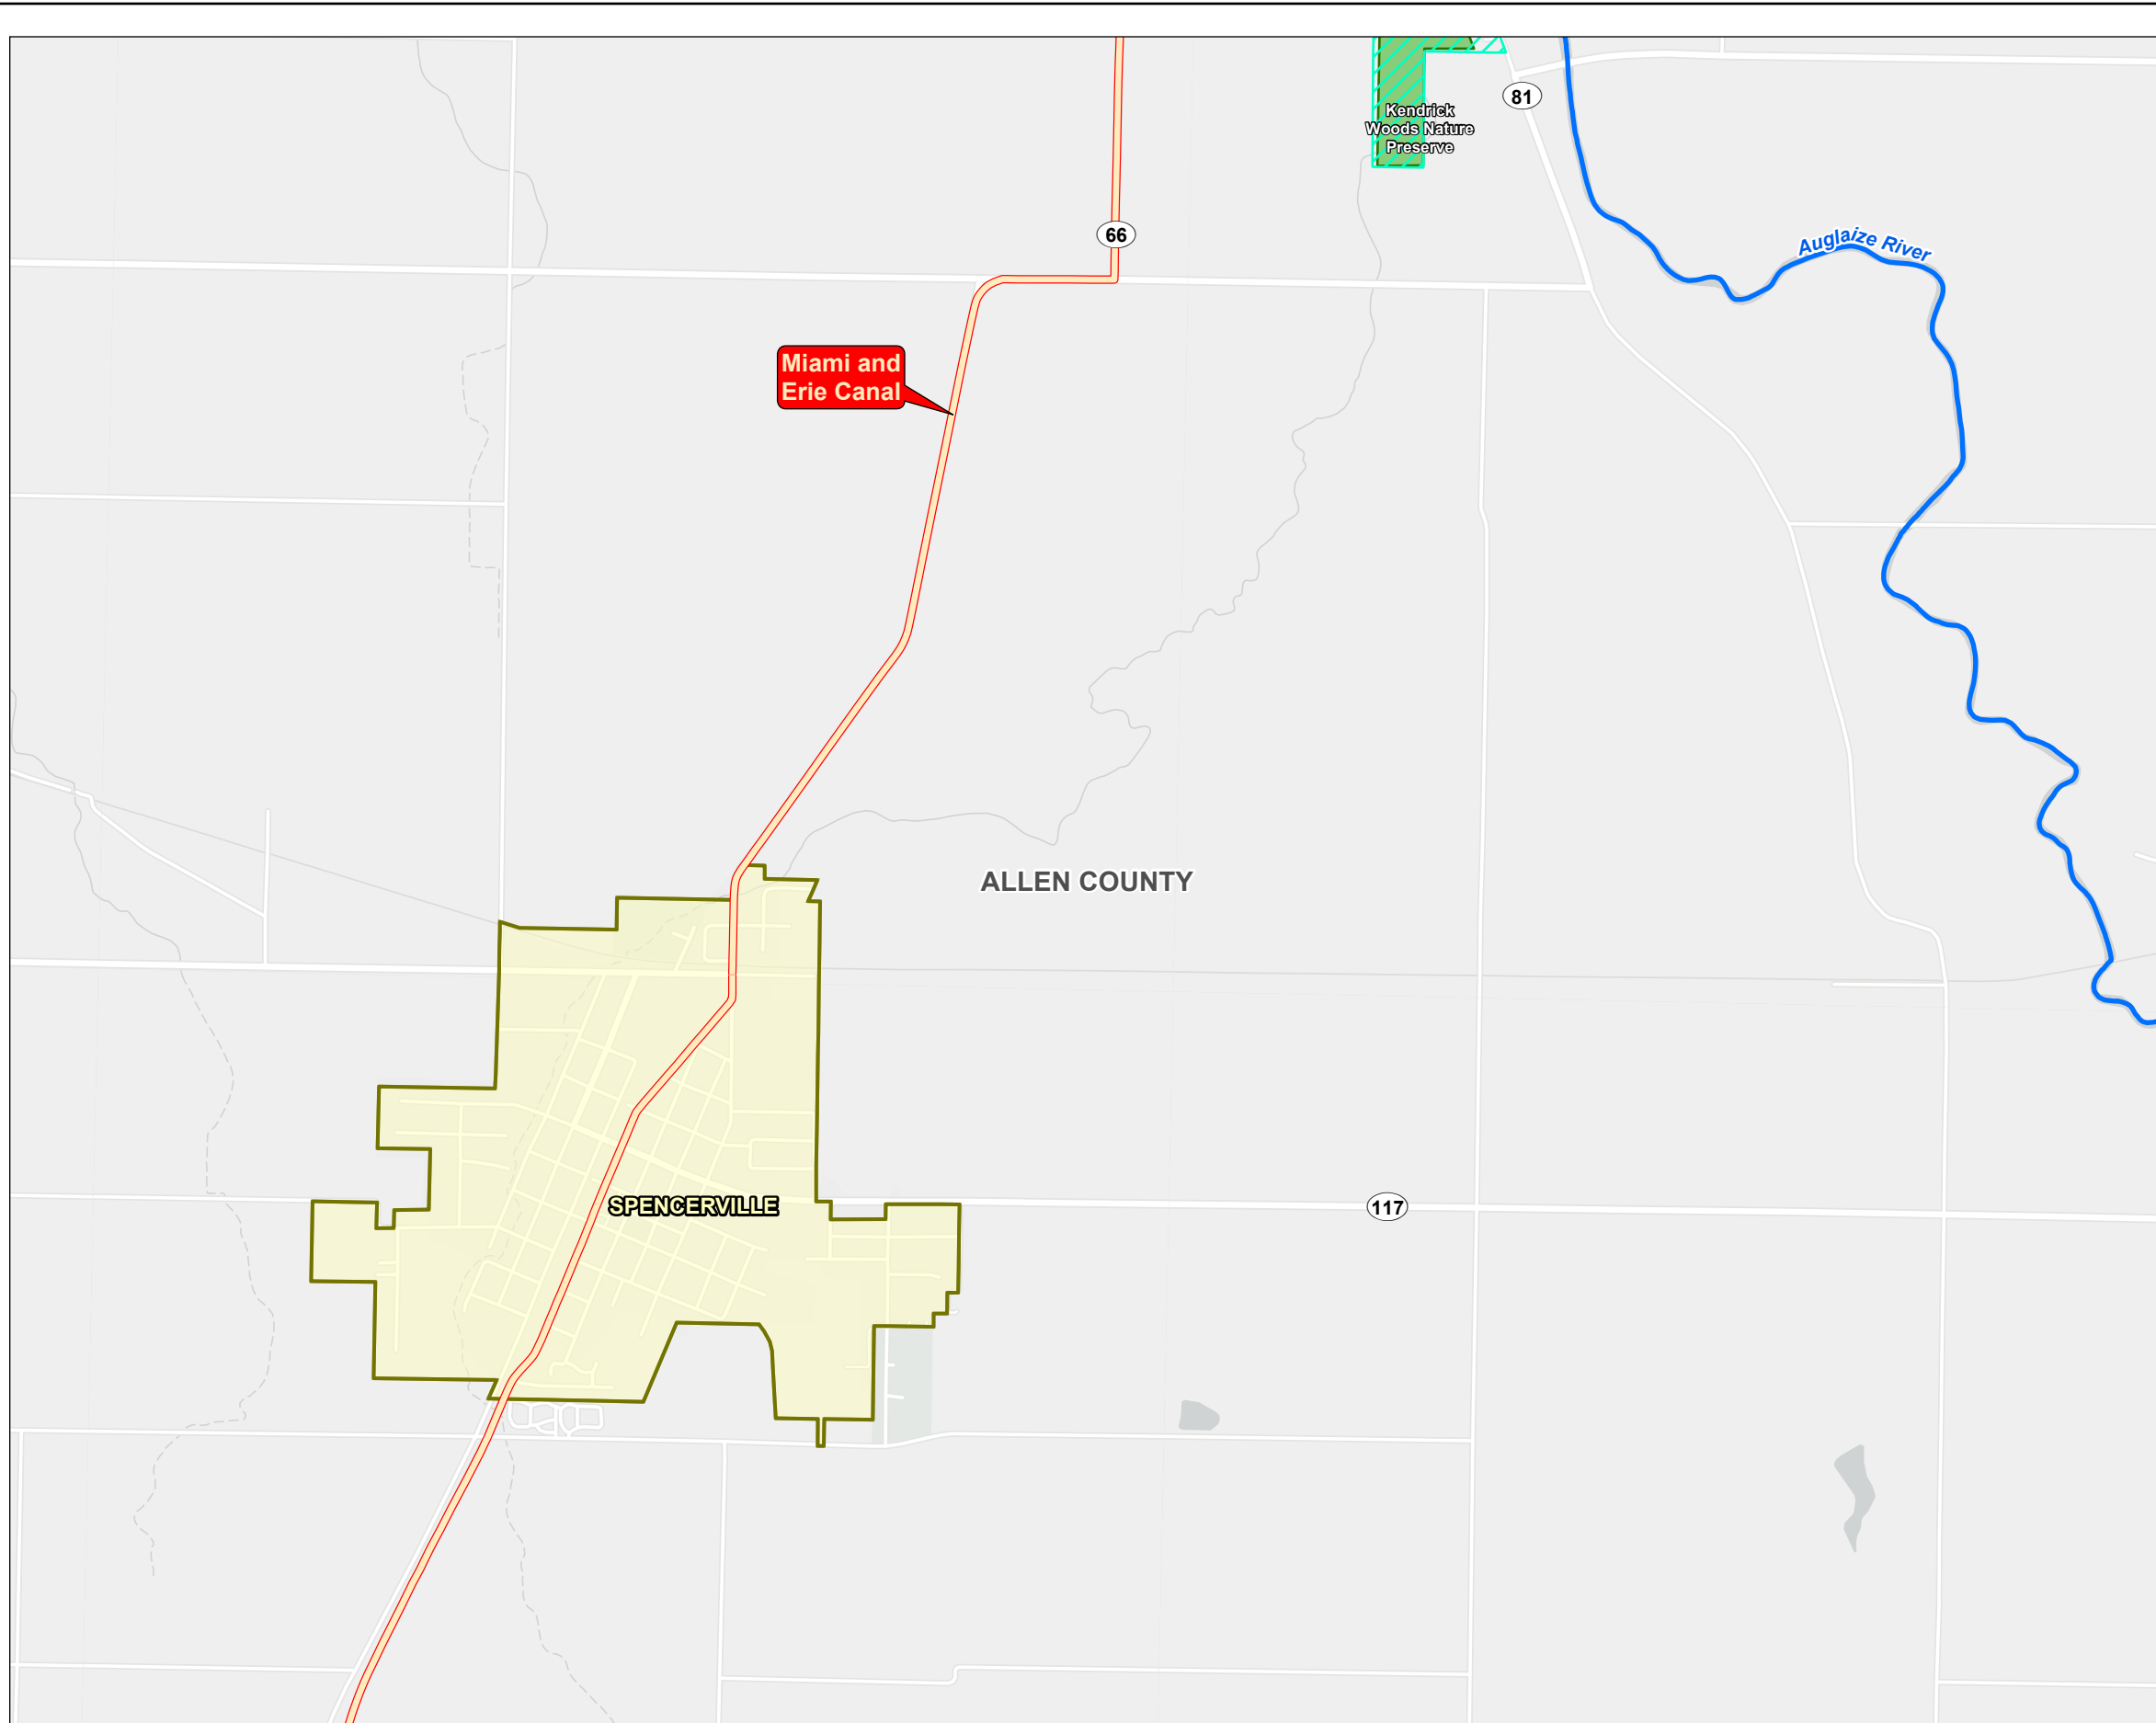 81
Kendrick
Woods Nature
Preserve
66
Auglaize River
Miami and
Erie Canal
ALLEN COUNTY
SPENCERVILLE
117